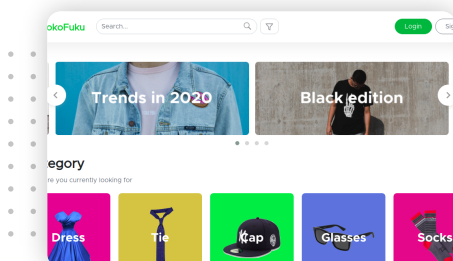 okoFuku
Search...
Login
Sig
Trends in 2020
Black edition
egory
re you currently looking for
Dress
Tie
Cap
Glasses
Socks